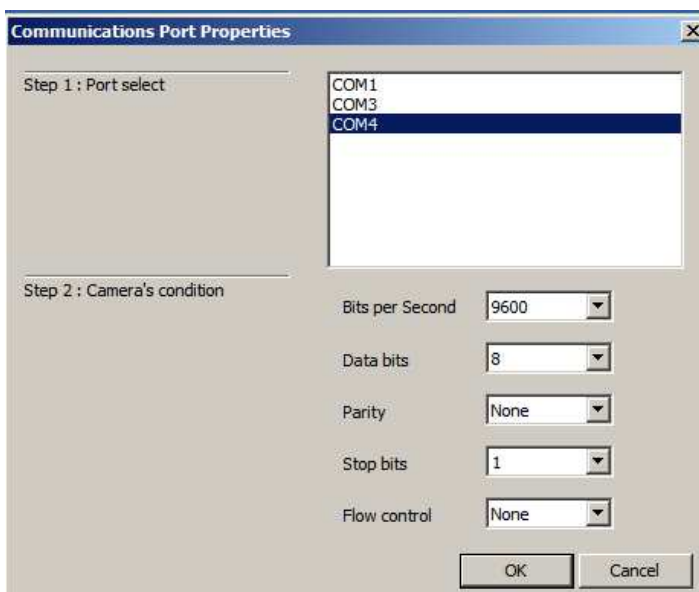 Communications Port Properties
Step 1 : Port select
COM1
COM3
COM4
Step 2 : Camera's condition
Bits per Second 9600
Data bits 8
Parity None
Stop bits 1
Flow control None
OK Cancel